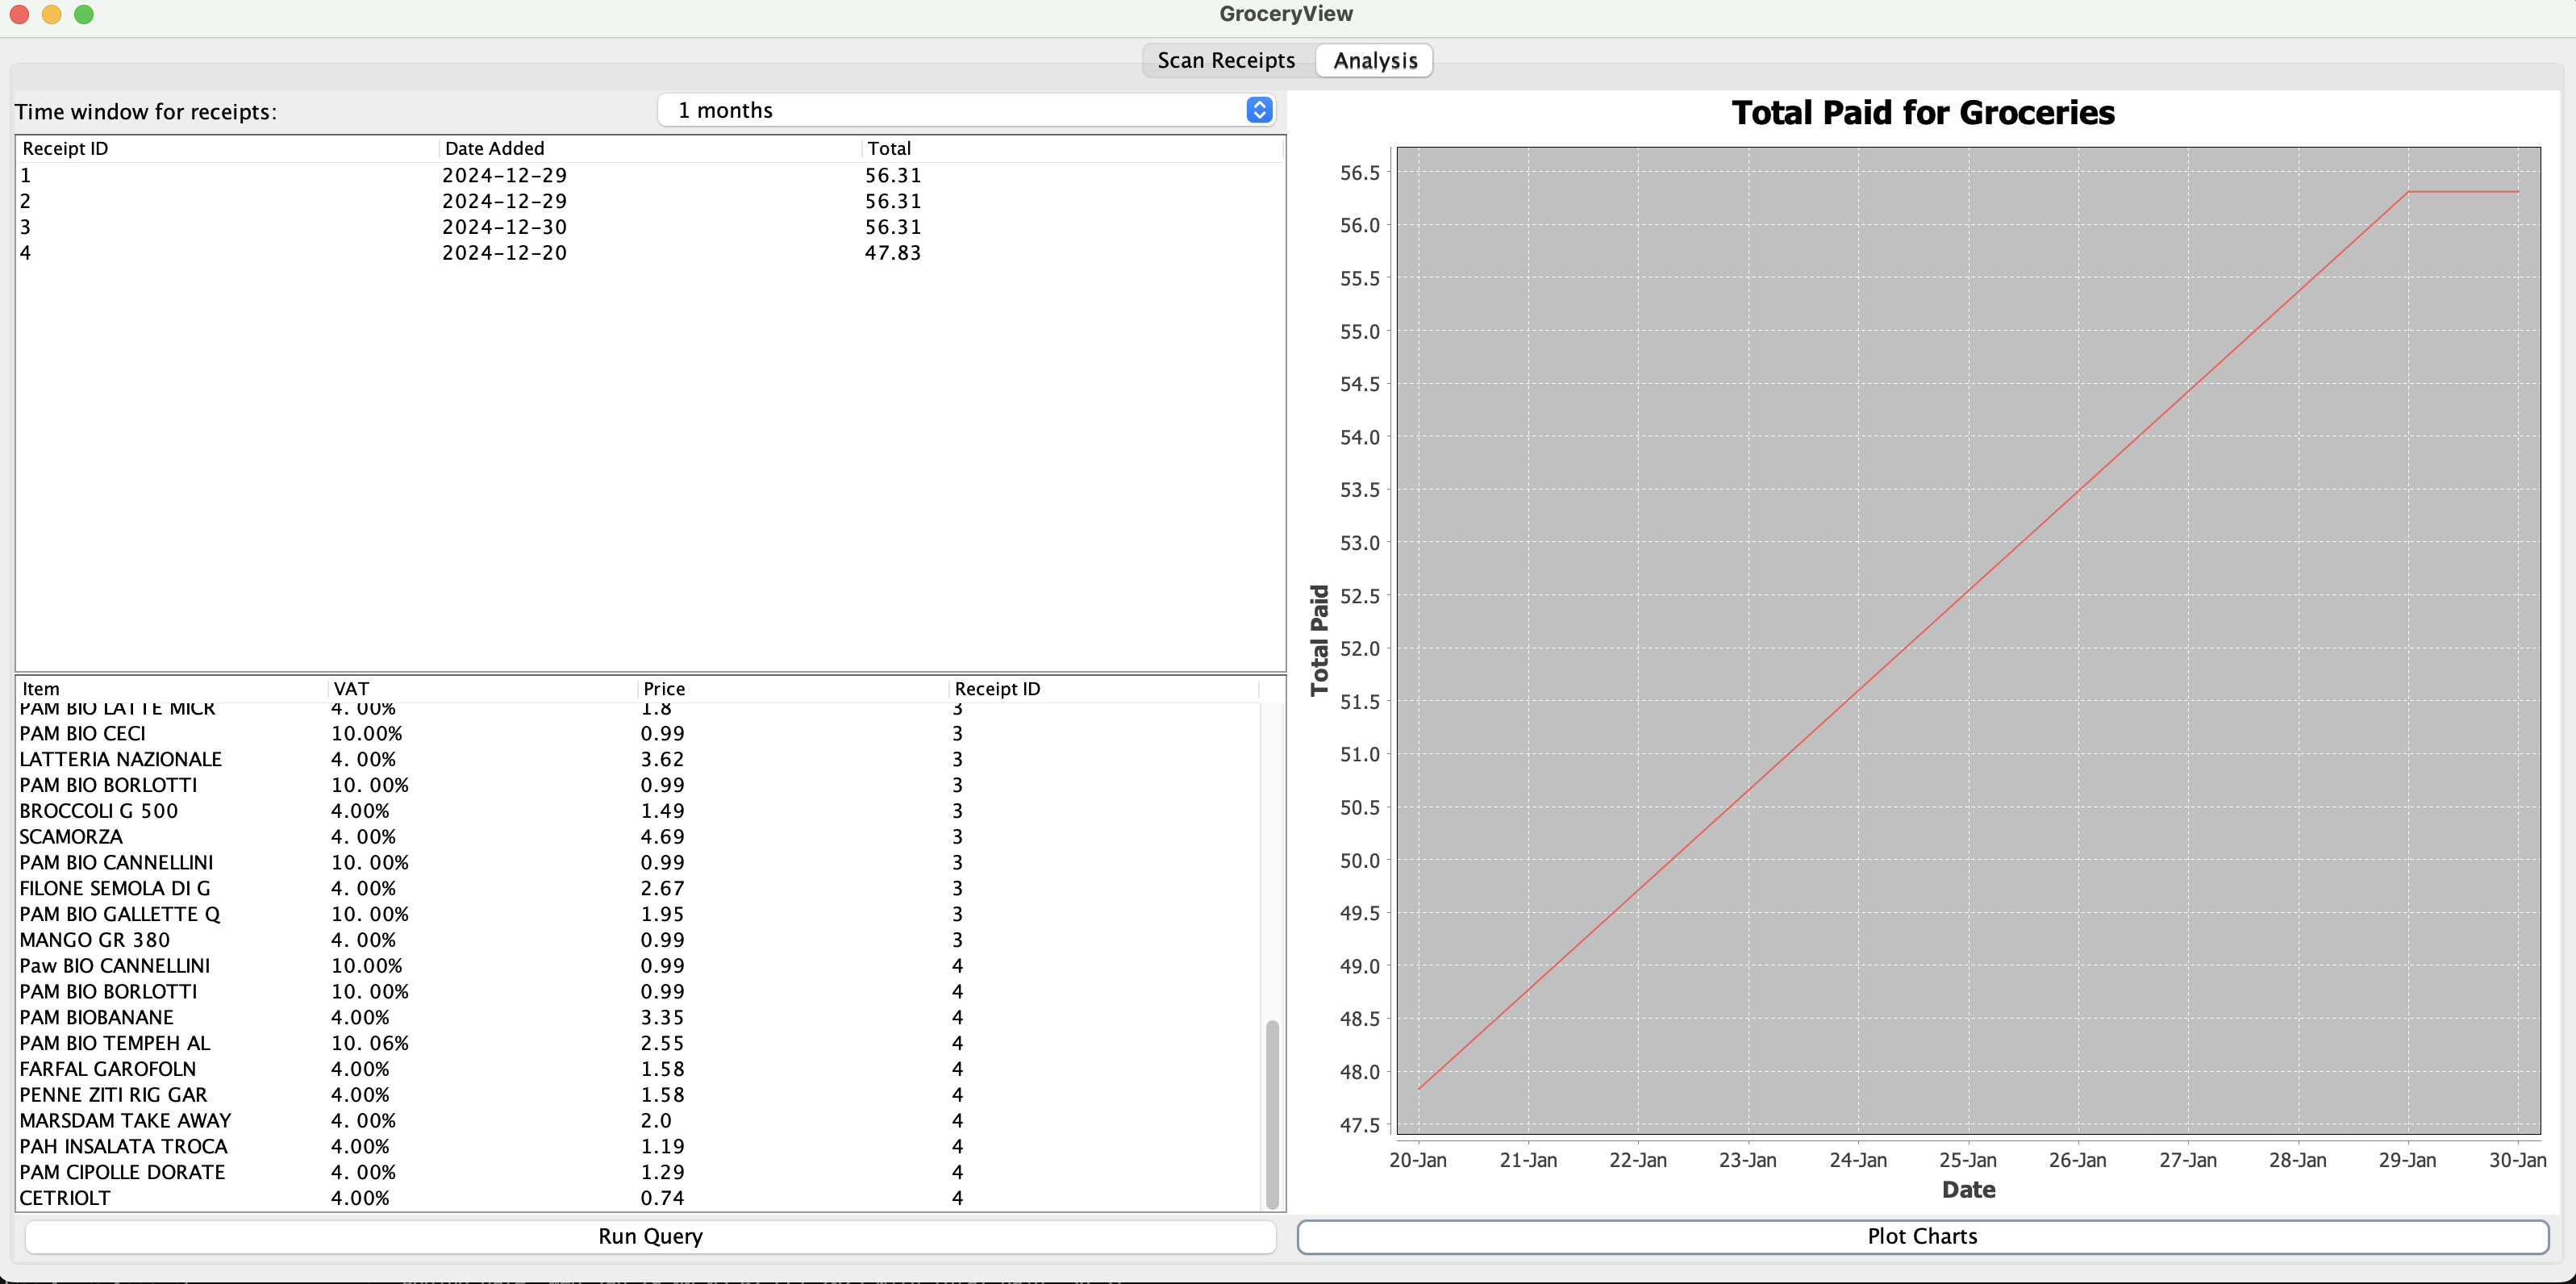 GroceryView
Scan Receipts Analysis
Time window for receipts: 1 months
Receipt ID Date Added Total
1 2024-12-29 56.31
2 2024-12-29 56.31
3 2024-12-30 56.31
4 2024-12-20 47.83
Item VAT Price Receipt ID
PAM BIO LATTE MICR 4. 00% 1.8 3
PAM BIO CECI 10.00% 0.99 3
LATTERIA NAZIONALE 4. 00% 3.62 3
PAM BIO BORLOTTI 10. 00% 0.99 3
BROCCOLI G 500 4.00% 1.49 3
SCAMORZA 4. 00% 4.69 3
PAM BIO CANNELLINI 10. 00% 0.99 3
FILONE SEMOLA DI G 4. 00% 2.67 3
PAM BIO GALLETTE Q 10. 00% 1.95 3
MANGO GR 380 4. 00% 0.99 3
Paw BIO CANNELLINI 10.00% 0.99 4
PAM BIO BORLOTTI 10. 00% 0.99 4
PAM BIOBANANE 4.00% 3.35 4
PAM BIO TEMPEH AL 10. 06% 2.55 4
FARFAL GAROFOLN 4.00% 1.58 4
PENNE ZITI RIG GAR 4.00% 1.58 4
MARSDAM TAKE AWAY 4. 00% 2.0 4
PAH INSALATA TROCA 4.00% 1.19 4
PAM CIPOLLE DORATE 4. 00% 1.29 4
CETRIOLT 4.00% 0.74 4
Run Query
Total Paid for Groceries
Total Paid
56.5
56.0
55.5
55.0
54.5
54.0
53.5
53.0
52.5
52.0
51.5
51.0
50.5
50.0
49.5
49.0
48.5
48.0
47.5
20-Jan 21-Jan 22-Jan 23-Jan 24-Jan 25-Jan 26-Jan 27-Jan 28-Jan 29-Jan 30-Jan
Date
Plot Charts